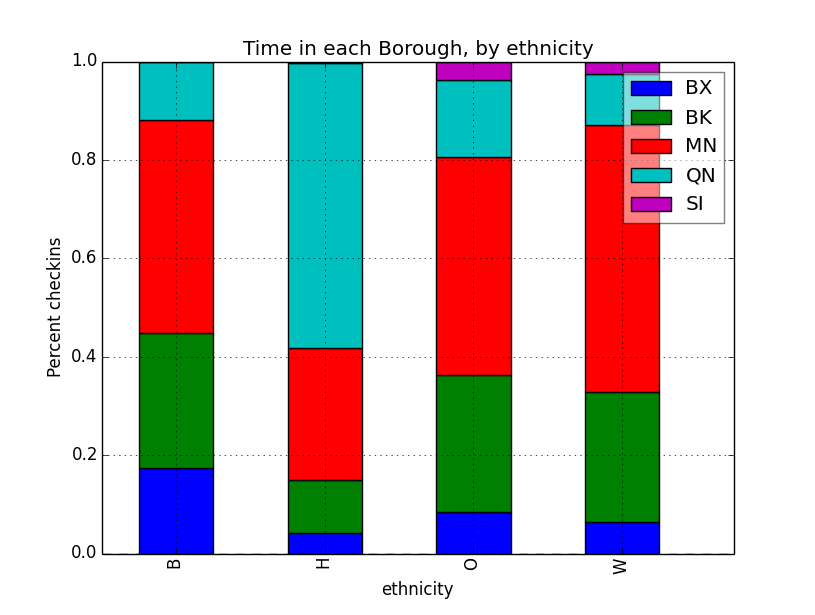 Time in each Borough, by ethnicity
1.0
0.8
0.6
0.4
0.2
0.0
Percent checkins
BX
BK
MN
QN
SI
B
H
O
W
ethnicity